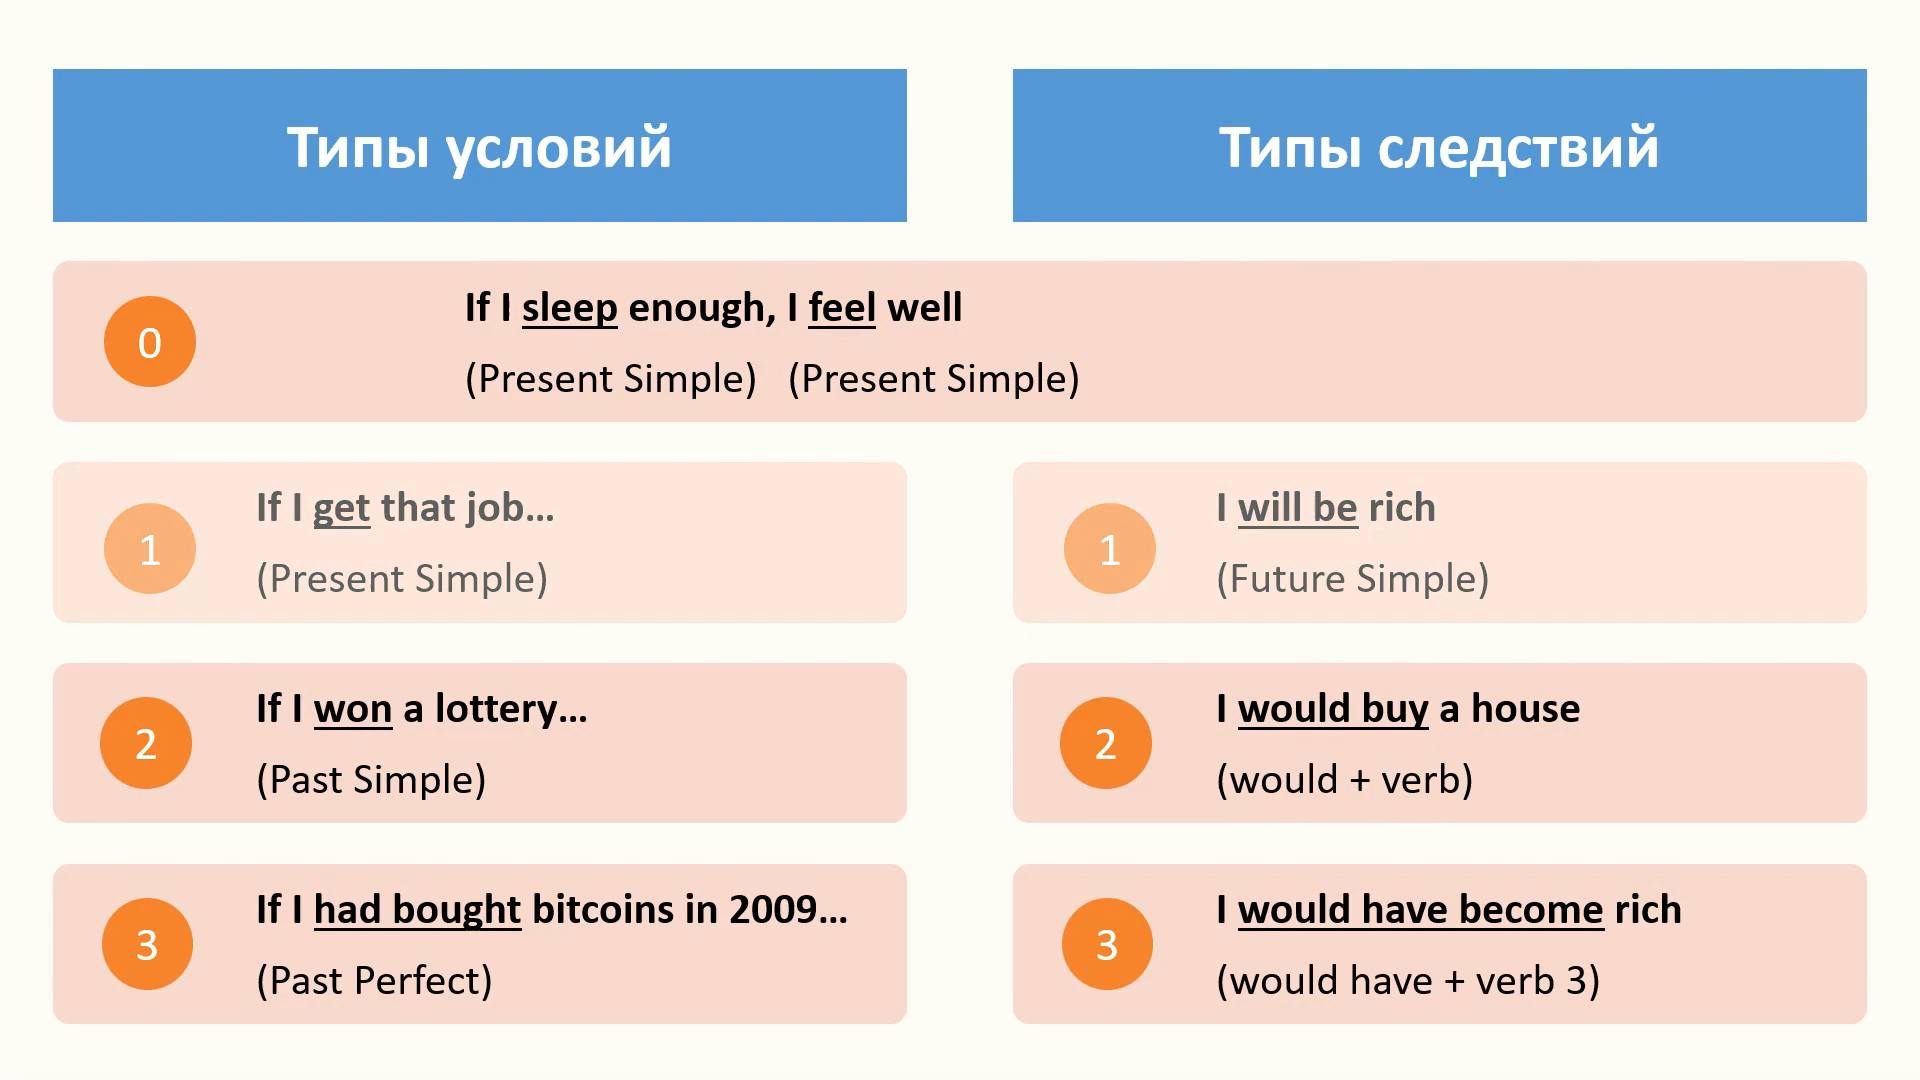 Типы условий
Типы следствий
0
If I sleep enough, I feel well
(Present Simple) (Present Simple)
1
If I get that job...
(Present Simple)
1
I will be rich
(Future Simple)
2
If I won a lottery...
(Past Simple)
2
I would buy a house
(would + verb)
3
If I had bought bitcoins in 2009...
(Past Perfect)
3
I would have become rich
(would have + verb 3)